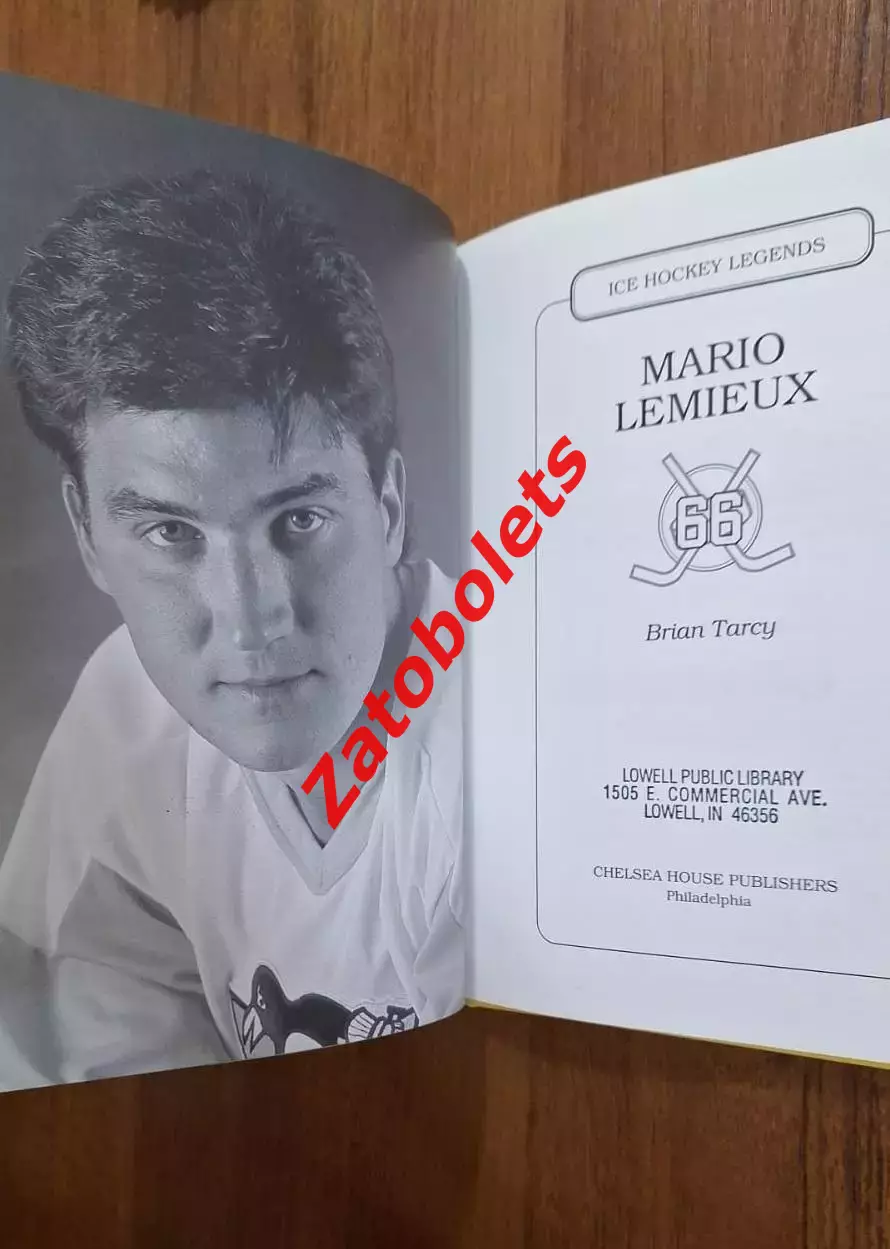 ICE HOCKEY LEGENDS
MARIO
LEMIEUX
66
Brian Tarcy
LOWELL PUBLIC LIBRARY
1505 E. COMMERCIAL AVE.
LOWELL, IN 46356
CHELSEA HOUSE PUBLISHERS
Philadelphia
Zatobolets